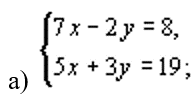 7x − 2y = 8,
а) 5x + 3y = 19;